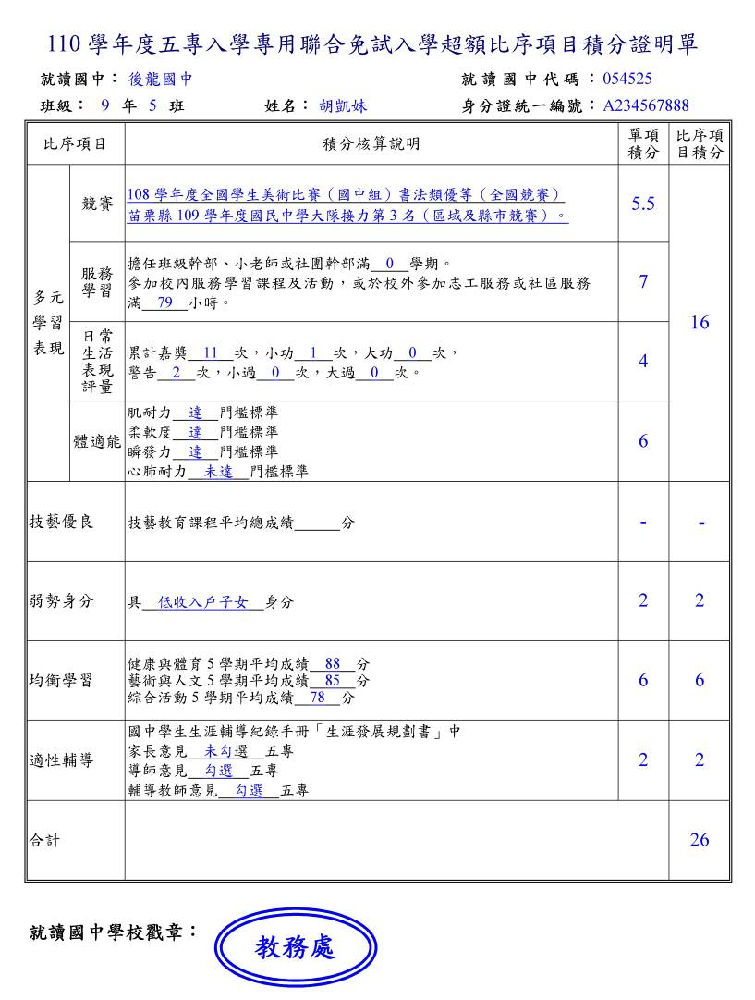 110 學年度五專入學專用聯合免試入學超額比序項目積分證明單
就讀國中： 後龍國中 就讀國中代碼：054525
班級： 9 年 5 班 姓名： 胡凱妹 身分證統一編號：A234567888
比序項目 積分核算說明 單項積分 比序項目積分
多元學習表現
競賽
108 學年度全國學生美術比賽（國中組）書法類優等（全國競賽）
苗栗縣 109 學年度國民中學大隊接力第 3 名（區域及縣市競賽）。
5.5
16
服務學習
擔任班級幹部、小老師或社團幹部滿 0 學期。
參加校內服務學習課程及活動，或於校外參加志工服務或社區服務
滿 79 小時。
7
日常生活表現評量
累計嘉獎 11 次，小功 1 次，大功 0 次，
警告 2 次，小過 0 次，大過 0 次。
4
體適能
肌耐力 達 門檻標準
柔軟度 達 門檻標準
瞬發力 達 門檻標準
心肺耐力 未達 門檻標準
6
技藝優良 技藝教育課程平均總成績______分 - -
弱勢身分 具 低收入戶子女 身分 2 2
均衡學習
健康與體育 5 學期平均成績 88 分
藝術與人文 5 學期平均成績 85 分
綜合活動 5 學期平均成績 78 分
6 6
適性輔導
國中學生生涯輔導紀錄手冊「生涯發展規劃書」中
家長意見 未勾選 五專
導師意見 勾選 五專
輔導教師意見 勾選 五專
2 2
合計 26
就讀國中學校戳章：
教務處